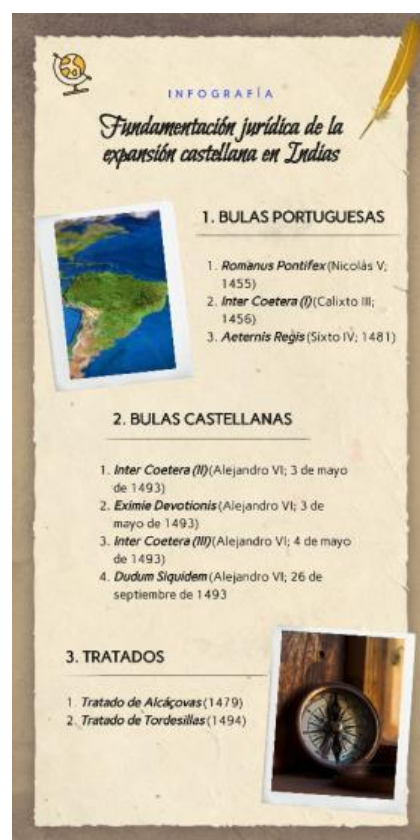 INFOGRAFÍA
Fundamentación jurídica de la
expansión castellana en Indias
1. BULAS PORTUGUESAS
1. Romanus Pontifex (Nicolás V;
1455)
2. Inter Coetera (I) (Calixto III;
1456)
3. Aeternis Regis (Sixto IV; 1481)
2. BULAS CASTELLANAS
1. Inter Coetera (II) (Alejandro VI; 3 de mayo
de 1493)
2. Eximie Devotionis (Alejandro VI; 3 de
mayo de 1493)
3. Inter Coetera (III) (Alejandro VI; 4 de mayo
de 1493)
4. Dudum Siquidem (Alejandro VI; 26 de
septiembre de 1493
3. TRATADOS
1. Tratado de Alcáçovas (1479)
2. Tratado de Tordesillas (1494)